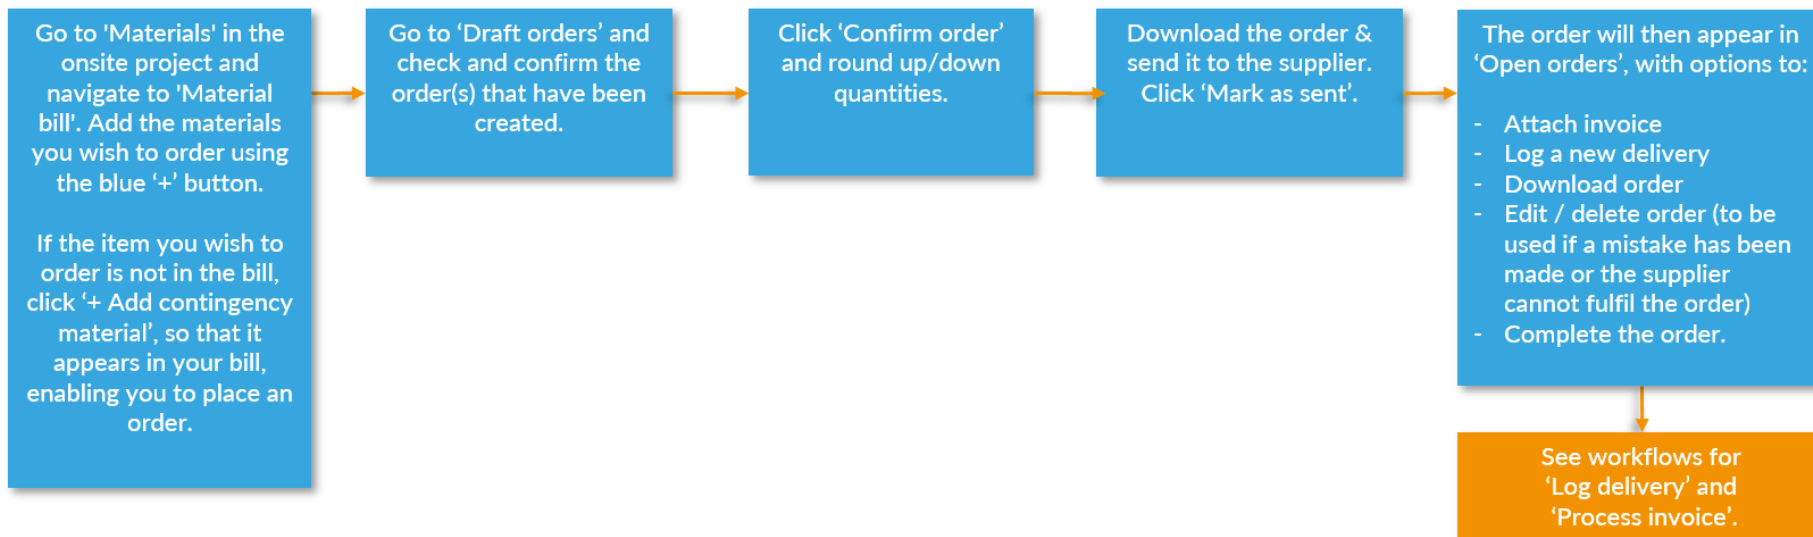 Go to 'Materials' in the
onsite project and
navigate to 'Material
bill'. Add the materials
you wish to order using
the blue ‘+’ button.
If the item you wish to
order is not in the bill,
click ‘+ Add contingency
material’, so that it
appears in your bill,
enabling you to place an
order.
Go to ‘Draft orders’ and
check and confirm the
order(s) that have been
created.
Click ‘Confirm order’
and round up/down
quantities.
Download the order &
send it to the supplier.
Click ‘Mark as sent’.
The order will then appear in
‘Open orders’, with options to:
- Attach invoice
- Log a new delivery
- Download order
- Edit / delete order (to be
used if a mistake has been
made or the supplier
cannot fulfil the order)
- Complete the order.
See workflows for
‘Log delivery’ and
‘Process invoice’.